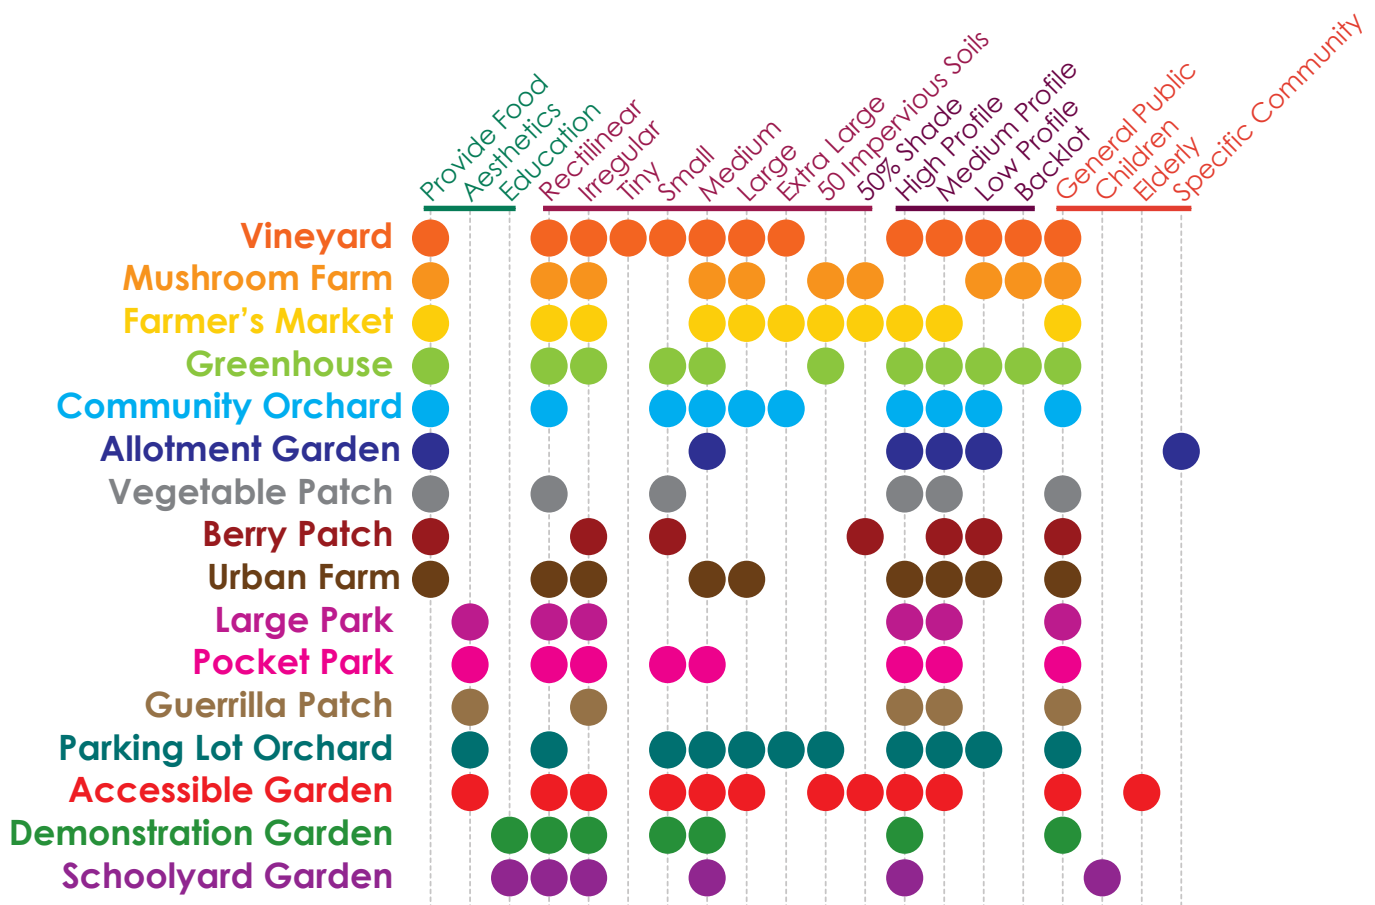 Provide Food
Aesthetics
Education
Rectilinear
Irregular
Tiny
Small
Medium
Large
Extra Large
50 Impervious Soils
50% Shade
High Profile
Medium Profile
Low Profile
Backlot
General Public
Children
Elderly
Specific Community
Vineyard
Mushroom Farm
Farmer’s Market
Greenhouse
Community Orchard
Allotment Garden
Vegetable Patch
Berry Patch
Urban Farm
Large Park
Pocket Park
Guerrilla Patch
Parking Lot Orchard
Accessible Garden
Demonstration Garden
Schoolyard Garden